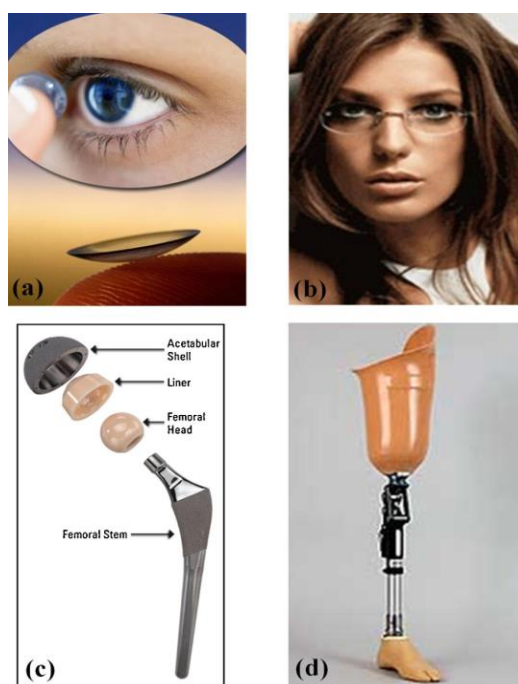 (a)
(b)
Acetabular
Shell
Liner
Femoral
Head
Femoral Stem
(c)
(d)